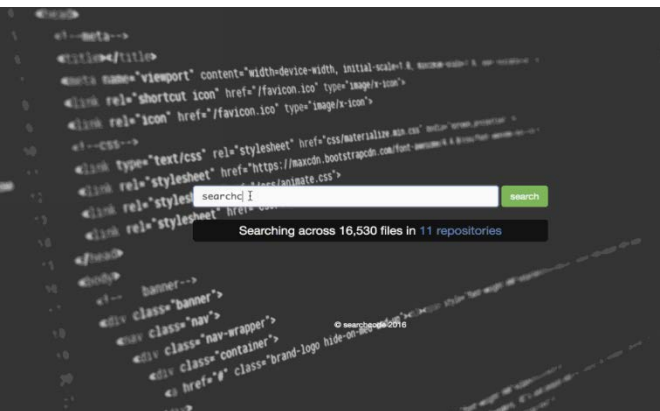 <head>
<!--meta-->
<title></title>
<meta name="viewport" content="width=device-width, initial-scale=1.0,
<link rel="shortcut icon" href="/favicon.ico" type="image/x-icon">
<link rel="icon" href="/favicon.ico" type="image/x-icon">
<!--css-->
<link type="text/css" rel="stylesheet" href="css/materialize.min.css"
<link rel="stylesheet" href="https://maxcdn.bootstrapcdn.com/font-awesome/
<link rel="styles /css/animate.css">
searchc
search
<link rel="stylesheet" href=
Searching across 16,530 files in 11 repositories
</head>
<body>
<!-- banner-->
<div class="banner">
<nav class="nav">
© searchcode 2016
<div class="nav-wrapper">
<div class="container">
<a href="#" class="brand-logo hide-on-med-